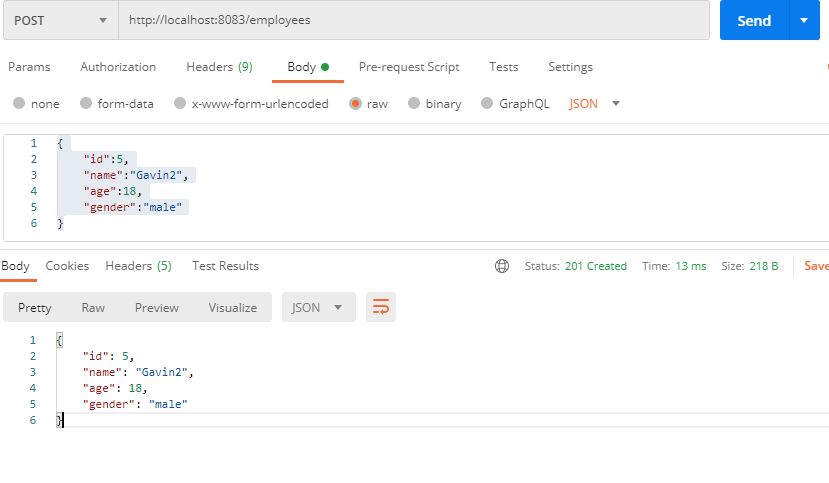 POST http://localhost:8083/employees Send
Params Authorization Headers (9) Body Pre-request Script Tests Settings
none form-data x-www-form-urlencoded raw binary GraphQL JSON
1 {
2 "id":5,
3 "name":"Gavin2",
4 "age":18,
5 "gender":"male"
6 }
Body Cookies Headers (5) Test Results Status: 201 Created Time: 13 ms Size: 218 B Save
Pretty Raw Preview Visualize JSON
1 {
2 "id": 5,
3 "name": "Gavin2",
4 "age": 18,
5 "gender": "male"
6 }